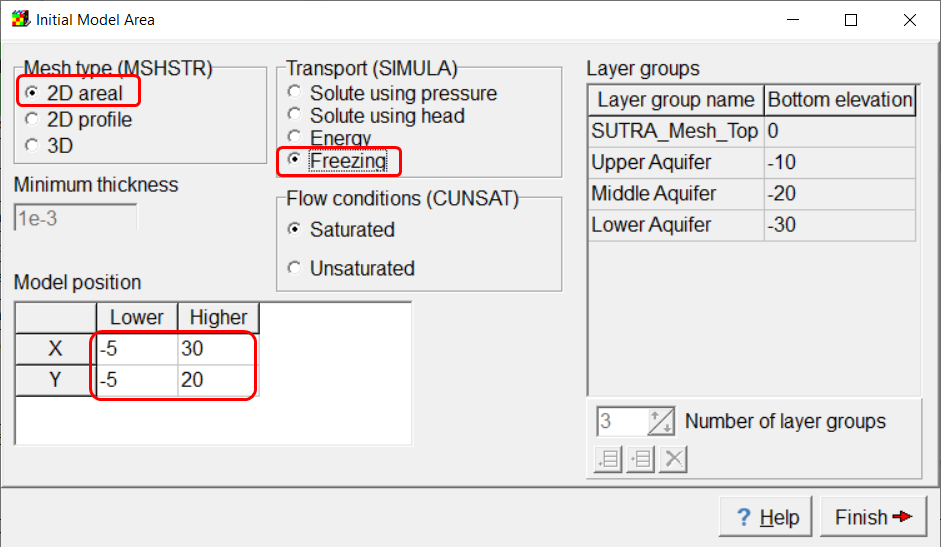 Initial Model Area
Mesh type (MSHSTR)
2D areal
2D profile
3D
Minimum thickness
1e-3
Transport (SIMULA)
Solute using pressure
Solute using head
Energy
Freezing
Flow conditions (CUNSAT)
Saturated
Unsaturated
Model position
Lower Higher
X -5 30
Y -5 20
Layer groups
Layer group name Bottom elevation
SUTRA_Mesh_Top 0
Upper Aquifer -10
Middle Aquifer -20
Lower Aquifer -30
3 Number of layer groups
? Help Finish